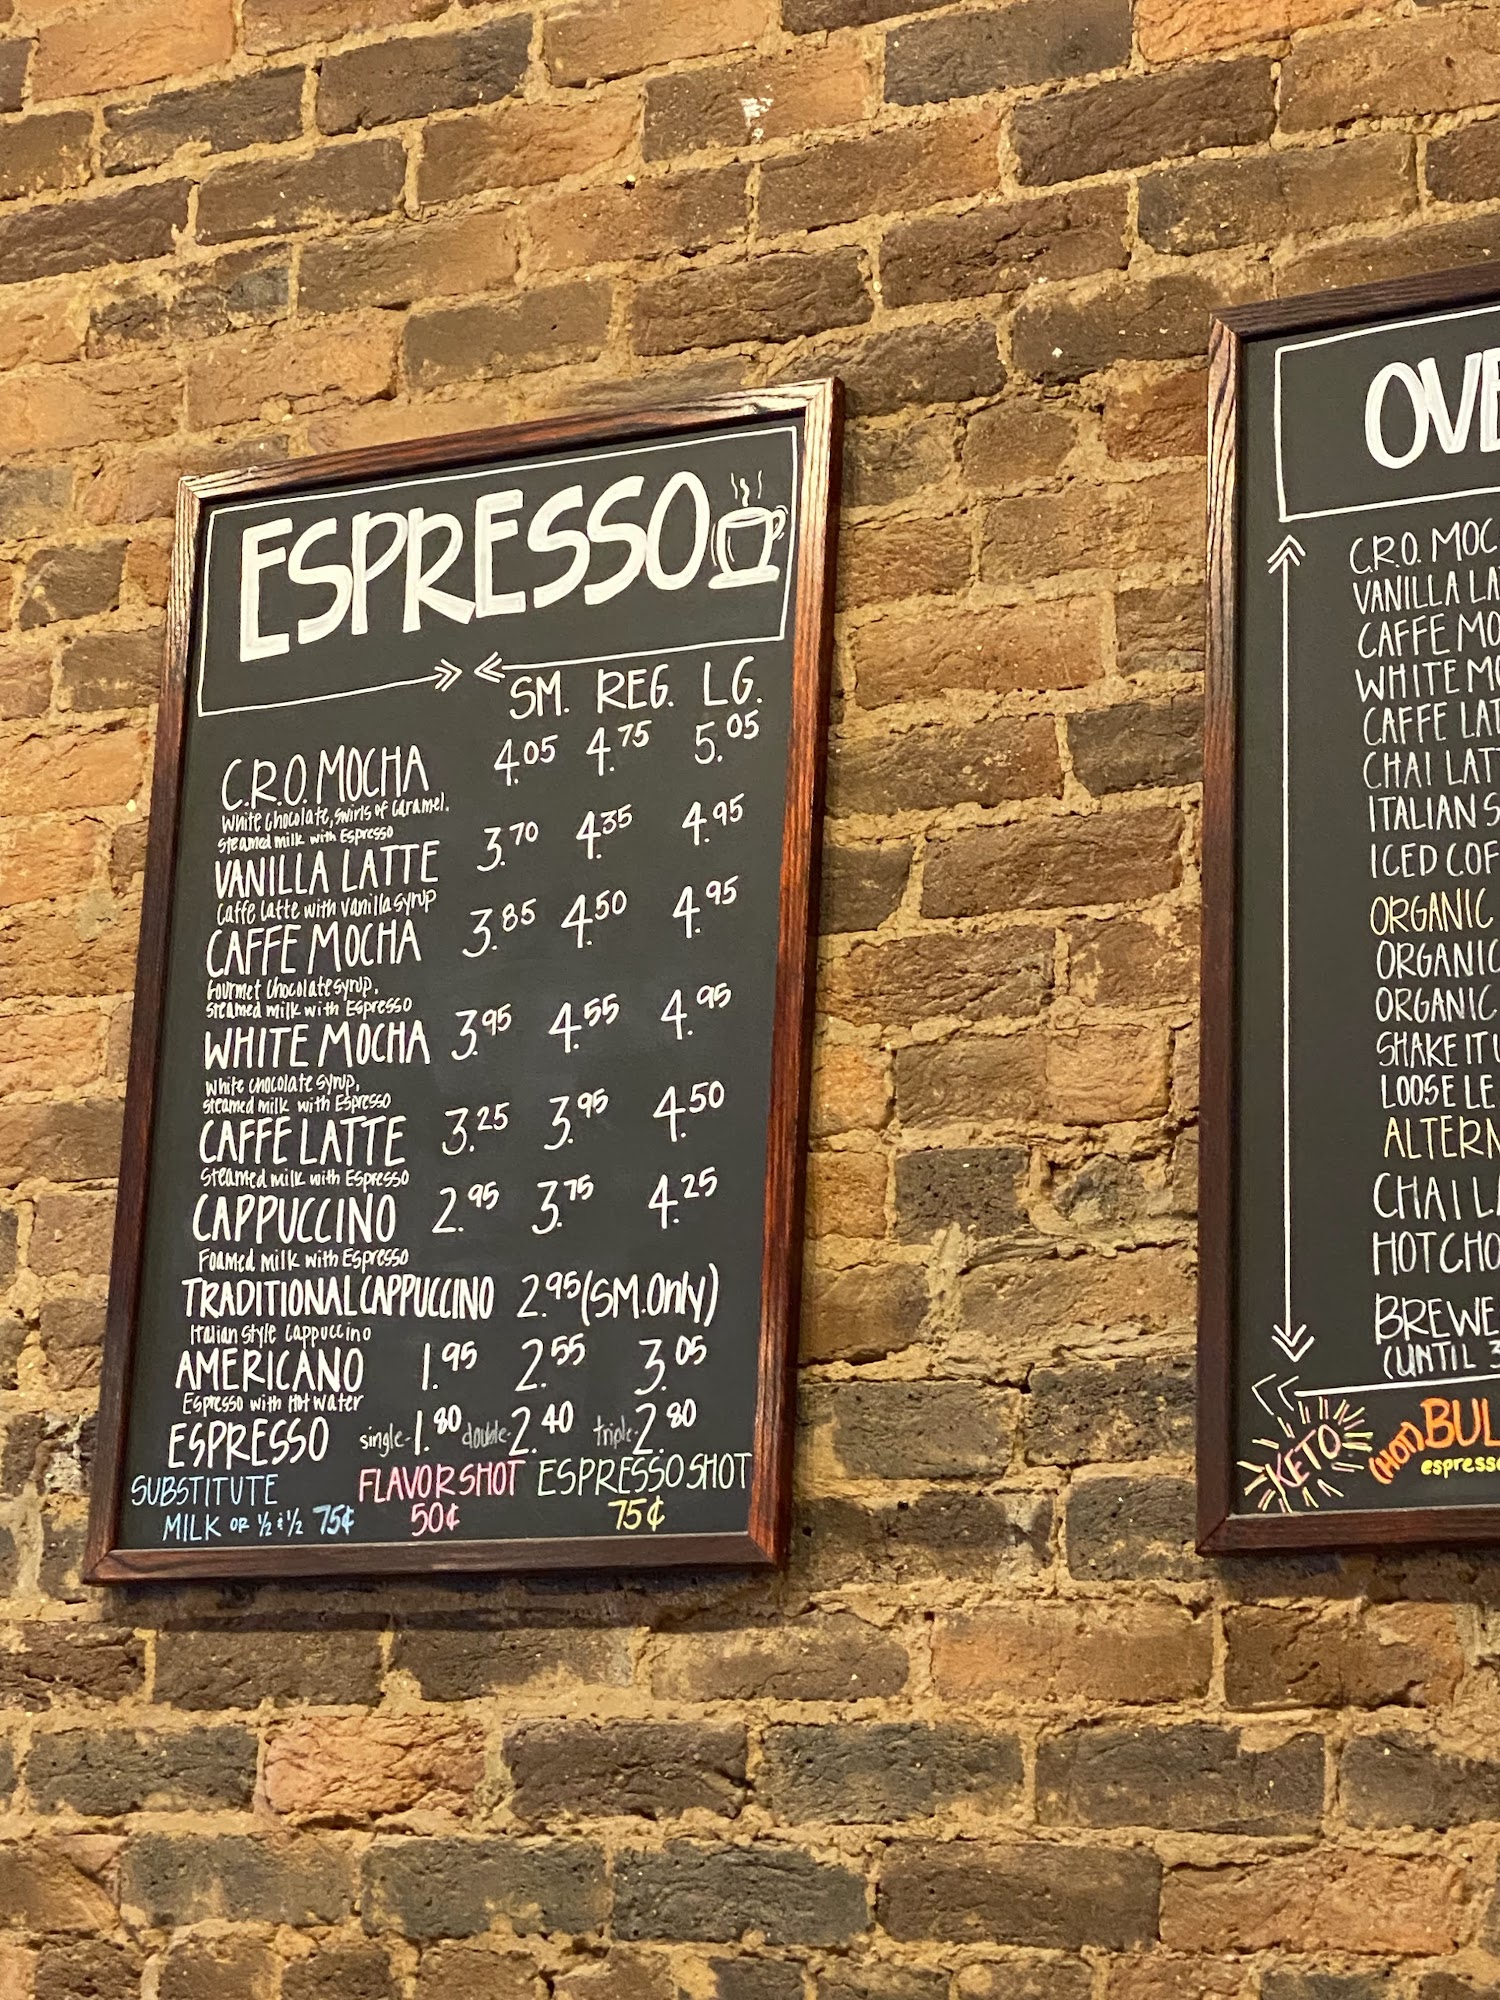 ESPRESSO
SM. REG. LG.
C.R.O. MOCHA 4.05 4.75 5.05
White Chocolate, Swirls of Caramel,
Steamed milk with Espresso
VANILLA LATTE 3.70 4.35 4.95
Caffe Latte with Vanilla Syrup
CAFFE MOCHA 3.85 4.50 4.95
Gourmet Chocolate Syrup,
Steamed milk with Espresso
WHITE MOCHA 3.95 4.55 4.95
White Chocolate Syrup,
Steamed milk with Espresso
CAFFE LATTE 3.25 3.95 4.50
Steamed milk with Espresso
CAPPUCCINO 2.95 3.75 4.25
Foamed milk with Espresso
TRADITIONAL CAPPUCCINO 2.95 (SM. Only)
Italian Style Cappuccino
AMERICANO 1.95 2.55 3.05
Espresso with Hot Water
ESPRESSO single-1.80 double-2.40 triple-2.80
SUBSTITUTE
MILK OR ½ & ½ 75¢
FLAVOR SHOT
50¢
ESPRESSO SHOT
75¢
OVE
C.R.O. MOC
VANILLA LA
CAFFE MO
WHITE MO
CAFFE LAT
CHAI LAT
ITALIAN S
ICED COF
ORGANIC
ORGANIC
ORGANIC
SHAKE IT U
LOOSE LE
ALTERN
CHAI LA
HOT CHO
BREWE
(UNTIL 3
KETO
(HOT) BUL
espresso